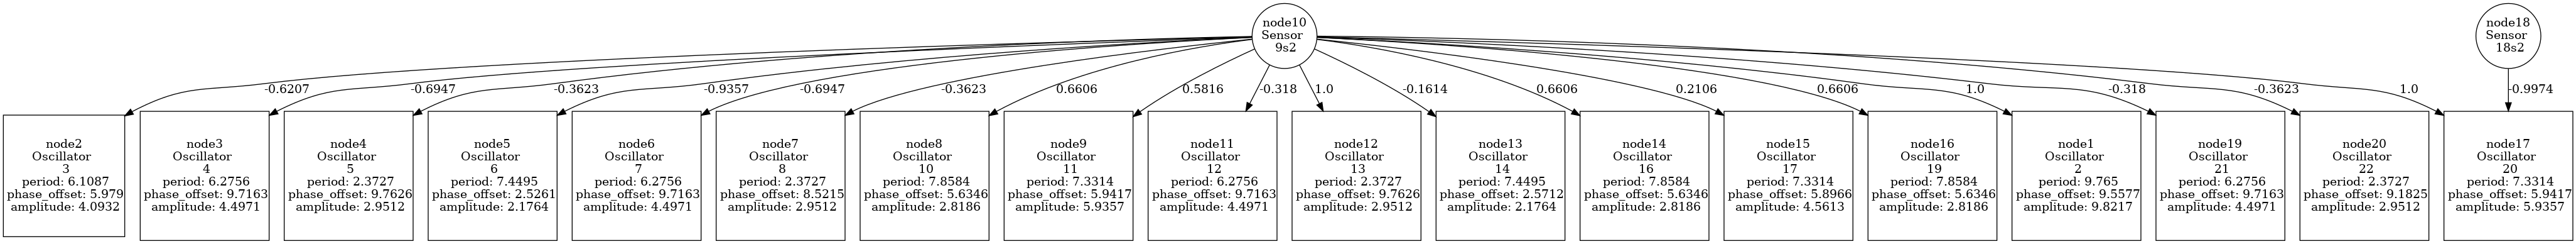 node10
Sensor
9s2
node18
Sensor
18s2
-0.6207
-0.6947
-0.3623
-0.9357
-0.6947
-0.3623
0.6606
0.5816
-0.318
1.0
-0.1614
0.6606
0.2106
0.6606
1.0
-0.318
-0.3623
1.0
-0.9974
node2
Oscillator
3
period: 6.1087
phase_offset: 5.979
amplitude: 4.0932
node3
Oscillator
4
period: 6.2756
phase_offset: 9.7163
amplitude: 4.4971
node4
Oscillator
5
period: 2.3727
phase_offset: 9.7626
amplitude: 2.9512
node5
Oscillator
6
period: 7.4495
phase_offset: 2.5261
amplitude: 2.1764
node6
Oscillator
7
period: 6.2756
phase_offset: 9.7163
amplitude: 4.4971
node7
Oscillator
8
period: 2.3727
phase_offset: 8.5215
amplitude: 2.9512
node8
Oscillator
10
period: 7.8584
phase_offset: 5.6346
amplitude: 2.8186
node9
Oscillator
11
period: 7.3314
phase_offset: 5.9417
amplitude: 5.9357
node11
Oscillator
12
period: 6.2756
phase_offset: 9.7163
amplitude: 4.4971
node12
Oscillator
13
period: 2.3727
phase_offset: 9.7626
amplitude: 2.9512
node13
Oscillator
14
period: 7.4495
phase_offset: 2.5712
amplitude: 2.1764
node14
Oscillator
16
period: 7.8584
phase_offset: 5.6346
amplitude: 2.8186
node15
Oscillator
17
period: 7.3314
phase_offset: 5.8966
amplitude: 4.5613
node16
Oscillator
19
period: 7.8584
phase_offset: 5.6346
amplitude: 2.8186
node1
Oscillator
2
period: 9.765
phase_offset: 9.5577
amplitude: 9.8217
node19
Oscillator
21
period: 6.2756
phase_offset: 9.7163
amplitude: 4.4971
node20
Oscillator
22
period: 2.3727
phase_offset: 9.1825
amplitude: 2.9512
node17
Oscillator
20
period: 7.3314
phase_offset: 5.9417
amplitude: 5.9357